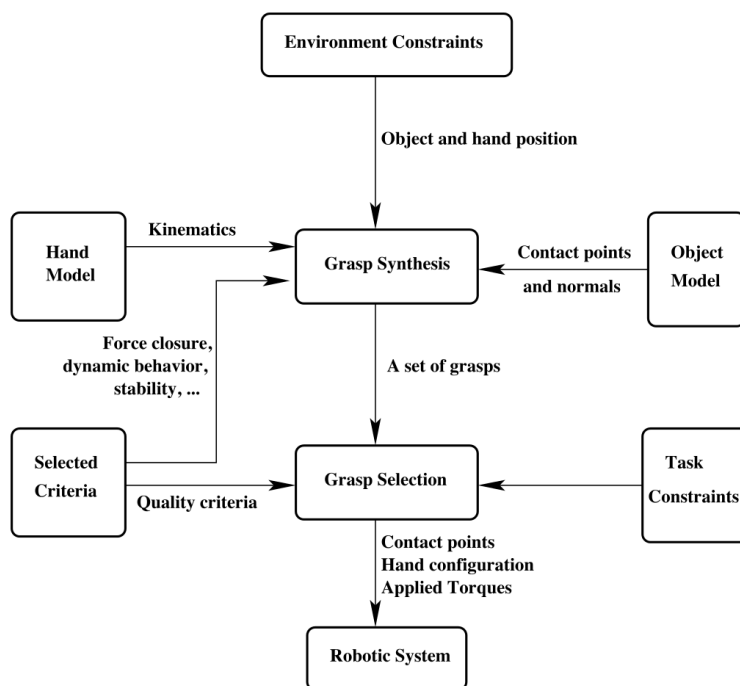 Environment Constraints
Object and hand position
Hand
Model
Kinematics
Grasp Synthesis
Contact points
and normals
Object
Model
Force closure,
dynamic behavior,
stability, ...
A set of grasps
Selected
Criteria
Quality criteria
Grasp Selection
Task
Constraints
Contact points
Hand configuration
Applied Torques
Robotic System